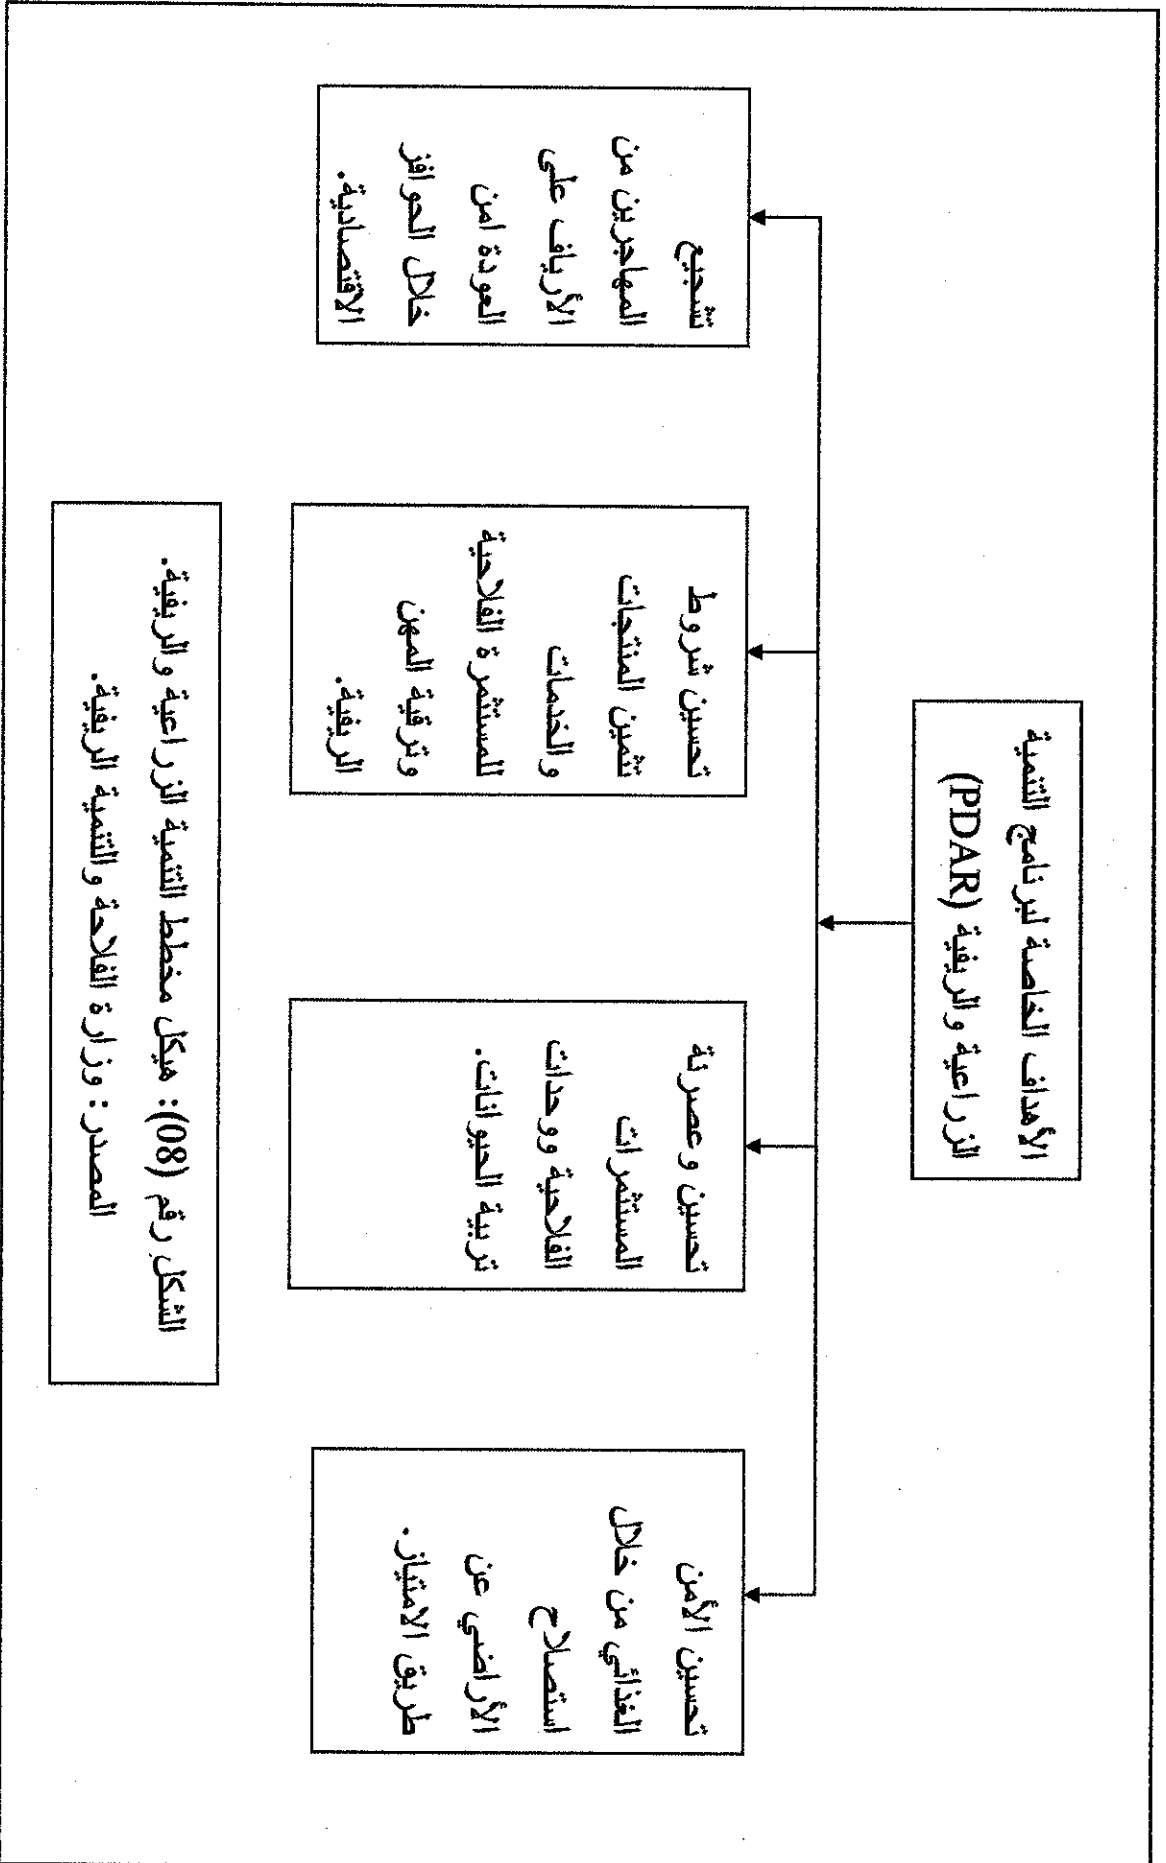 الأهداف الخاصة لبرنامج التنمية
الزراعية والريفية (PDAR)
تحسين الأمن
الغذائي من خلال
استصلاح
الأراضي عن
طريق الامتياز.
تحسين وعصرنة
المستثمرات
الفلاحية ووحدات
تربية الحيوانات.
تحسين شروط
تثمين المنتجات
والخدمات
للمستثمرة الفلاحية
وترقية المهن
الريفية.
تشجيع
المهاجرين من
الأرياف على
العودة امن
خلال الحوافز
الاقتصادية.
الشكل رقم (08): هيكل مخطط التنمية الزراعية والريفية.
المصدر: وزارة الفلاحة والتنمية الريفية.